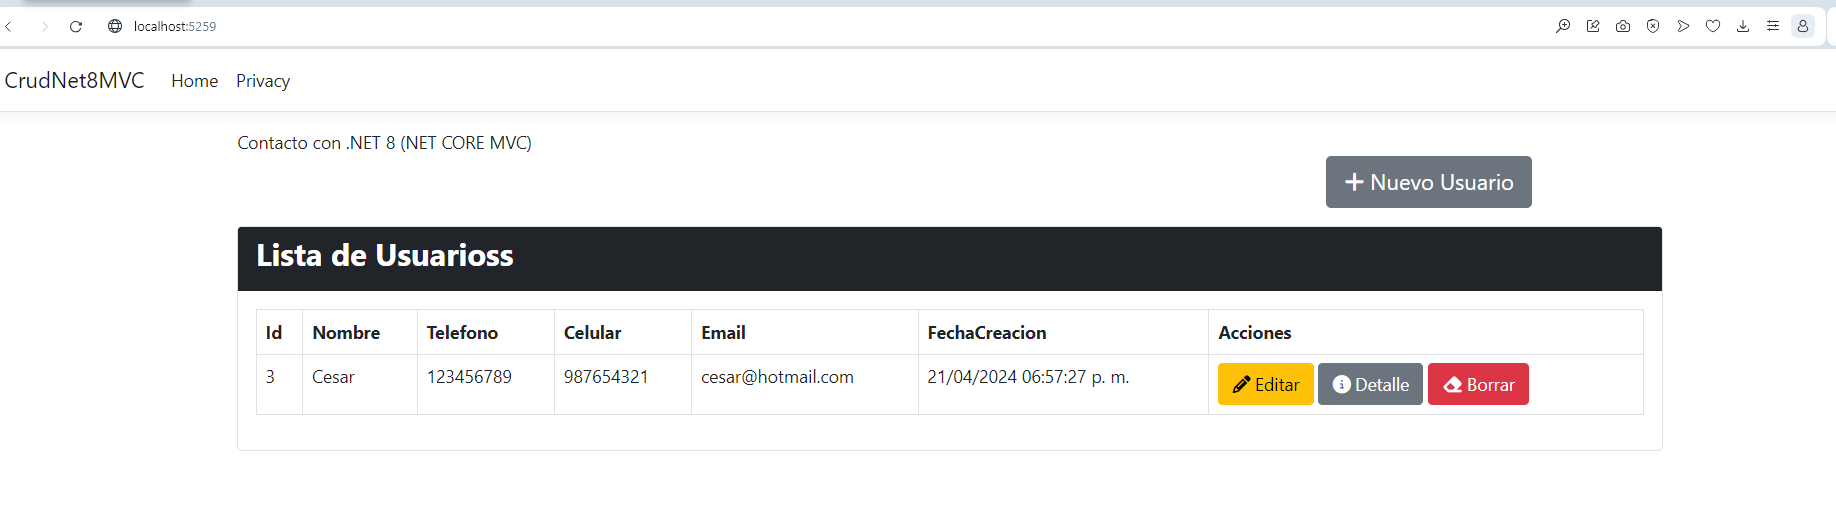 localhost:5259
CrudNet8MVC Home Privacy
Contacto con .NET 8 (NET CORE MVC)
Nuevo Usuario
Lista de Usuarioss
Id Nombre Telefono Celular Email FechaCreacion Acciones
3 Cesar 123456789 987654321 cesar@hotmail.com 21/04/2024 06:57:27 p. m. Editar Detalle Borrar